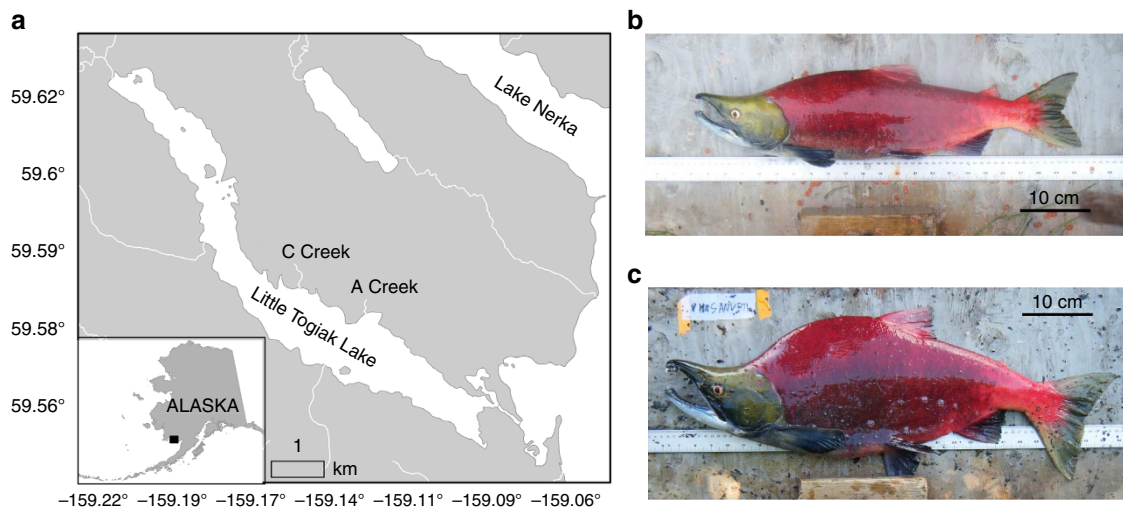 a
59.62°
59.6°
59.59°
59.58°
59.56°
Lake Nerka
C Creek
A Creek
Little Togiak Lake
ALASKA
1
km
−159.22 −159.19° −159.17° −159.14° −159.11° −159.09° −159.06°
b
10 cm
c
10 cm